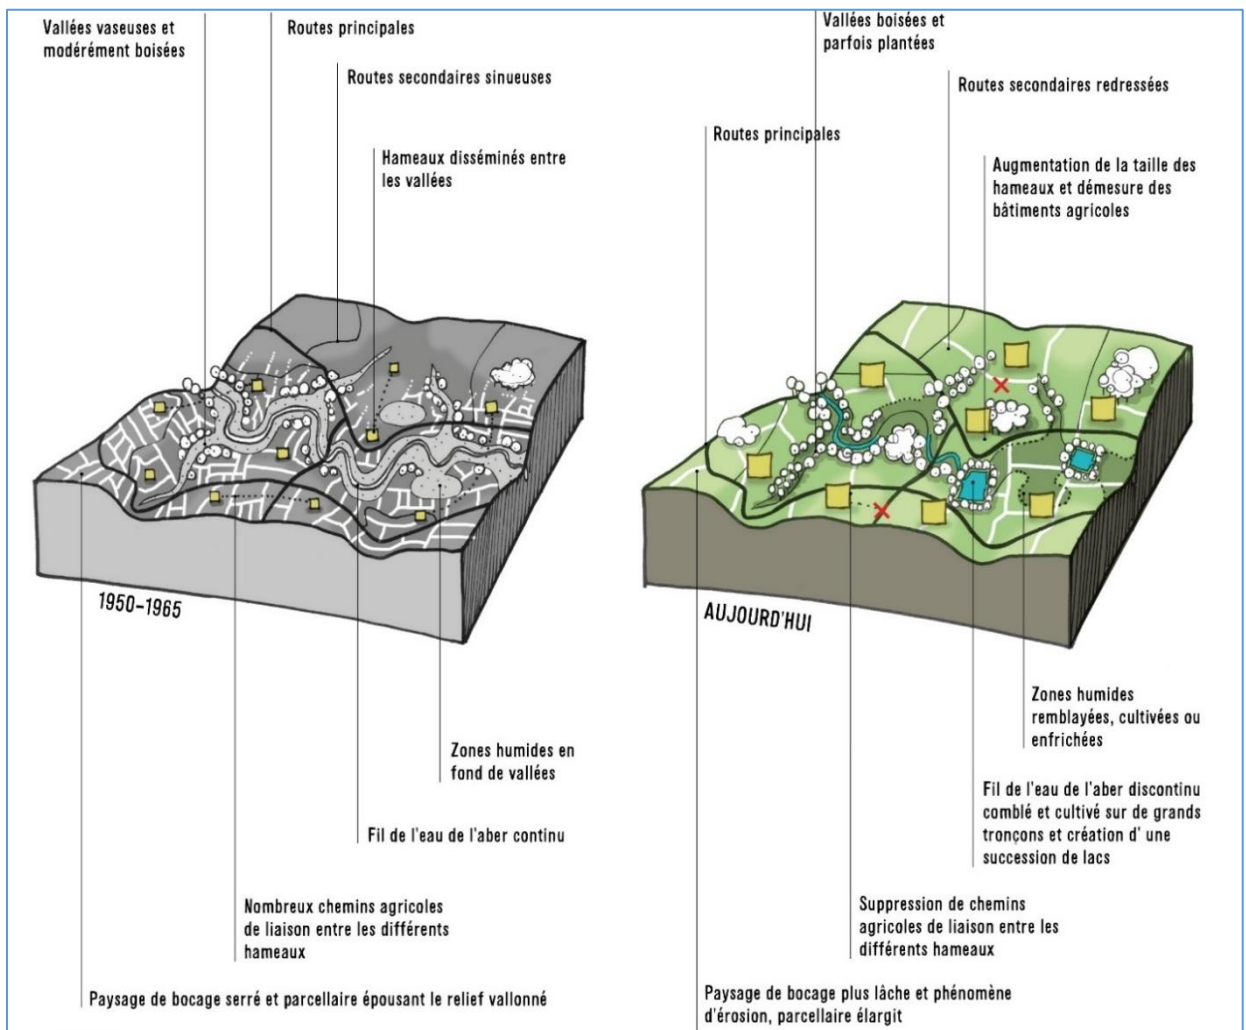 Vallées vaseuses et
modérément boisées
Routes principales
Routes secondaires sinueuses
Hameaux disséminés entre
les vallées
1950-1965
Zones humides en
fond de vallées
Fil de l'eau de l'aber continu
Nombreux chemins agricoles
de liaison entre les différents
hameaux
Paysage de bocage serré et parcellaire épousant le relief vallonné
Vallées boisées et
parfois plantées
Routes secondaires redressées
Routes principales
Augmentation de la taille des
hameaux et démesure des
bâtiments agricoles
AUJOURD'HUI
Zones humides
remblayées, cultivées ou
enfrichées
Fil de l'eau de l'aber discontinu
comblé et cultivé sur de grands
tronçons et création d' une
succession de lacs
Suppression de chemins
agricoles de liaison entre les
différents hameaux
Paysage de bocage plus lâche et phénomène
d'érosion, parcellaire élargit